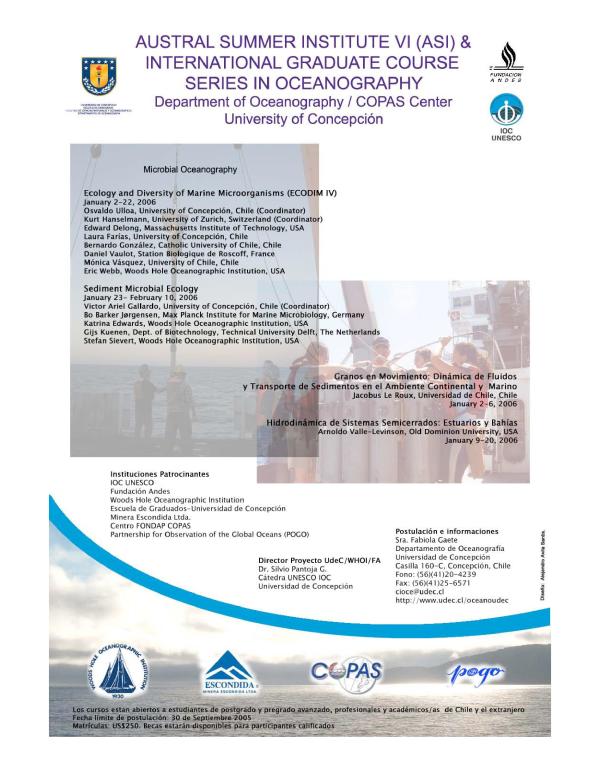 AUSTRAL SUMMER INSTITUTE VI (ASI) &
INTERNATIONAL GRADUATE COURSE
SERIES IN OCEANOGRAPHY
Department of Oceanography / COPAS Center
University of Concepción
FUNDACION
ANDES
IOC
UNESCO
Microbial Oceanography
Ecology and Diversity of Marine Microorganisms (ECODIM IV)
January 2-22, 2006
Osvaldo Ulloa, University of Concepción, Chile (Coordinator)
Kurt Hanselmann, University of Zurich, Switzerland (Coordinator)
Edward Delong, Massachusetts Institute of Technology, USA
Laura Farías, University of Concepción, Chile
Bernardo González, Catholic University of Chile, Chile
Daniel Vaulot, Station Biologique de Roscoff, France
Mónica Vásquez, University of Chile, Chile
Eric Webb, Woods Hole Oceanographic Institution, USA
Sediment Microbial Ecology
January 23- February 10, 2006
Víctor Ariel Gallardo, University of Concepción, Chile (Coordinator)
Bo Barker Jørgensen, Max Planck Institute for Marine Microbiology, Germany
Katrina Edwards, Woods Hole Oceanographic Institution, USA
Gijs Kuenen, Dept. of Biotechnology, Technical University Delft, The Netherlands
Stefan Sievert, Woods Hole Oceanographic Institution, USA
Granos en Movimiento: Dinámica de Fluidos
y Transporte de Sedimentos en el Ambiente Continental y Marino
Jacobus Le Roux, Universidad de Chile, Chile
January 2-6, 2006
Hidrodinámica de Sistemas Semicerrados: Estuarios y Bahías
Arnoldo Valle-Levinson, Old Dominion University, USA
January 9-20, 2006
Instituciones Patrocinantes
IOC UNESCO
Fundación Andes
Woods Hole Oceanographic Institution
Escuela de Graduados-Universidad de Concepción
Minera Escondida Ltda.
Centro FONDAP COPAS
Partnership for Observation of the Global Oceans (POGO)
Director Proyecto UdeC/WHOI/FA
Dr. Silvio Pantoja G.
Cátedra UNESCO IOC
Universidad de Concepción
Postulación e informaciones
Sra. Fabiola Gaete
Departamento de Oceanografía
Universidad de Concepción
Casilla 160-C, Concepción, Chile
Fono: (56)(41)20-4239
Fax: (56)(41)25-6571
cioce@udec.cl
http://www.udec.cl/oceanoudec
WOODS HOLE OCEANOGRAPHIC INSTITUTION
1930
ESCONDIDA
MINERA ESCONDIDA LTDA.
COPAS
pogo
Los cursos estan abiertos a estudiantes de postgrado y pregrado avanzado, profesionales y académicos/as de Chile y el extranjero
Fecha límite de postulación: 30 de Septiembre 2005
Matrículas: US$250. Becas estarán disponibles para participantes calificados